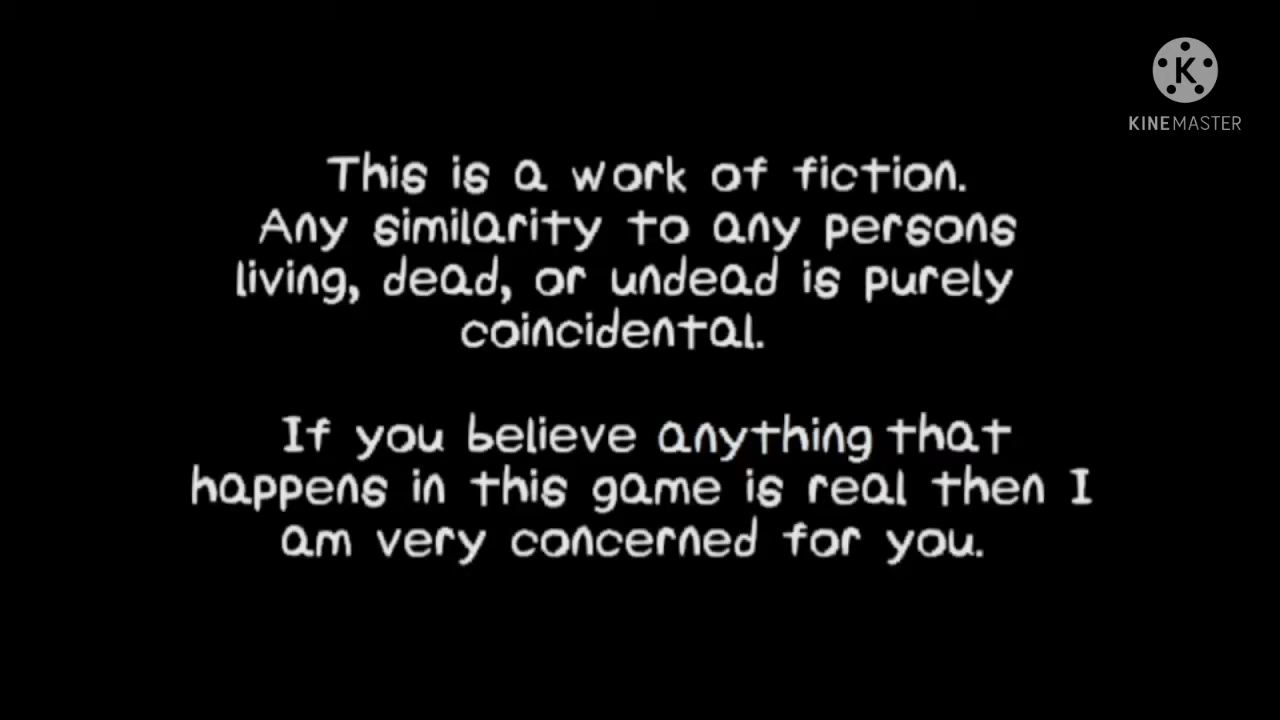 K
KINEMASTER
This is a work of fiction.
Any similarity to any persons
living, dead, or undead is purely
coincidental.
If you believe anything that
happens in this game is real then I
am very concerned for you.